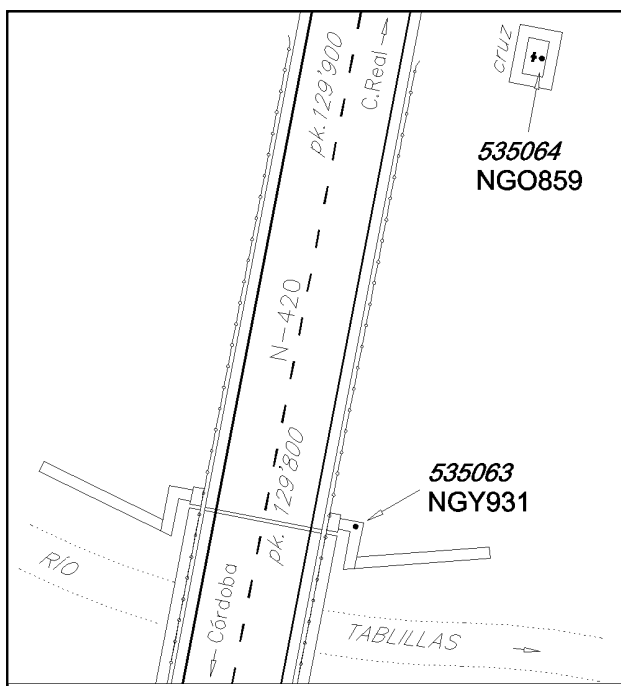 pk. 129'900
C.Real
cruz
535064
NGO859
N-420
535063
NGY931
pk. 129'800
RÍO
Córdoba
TABLILLAS